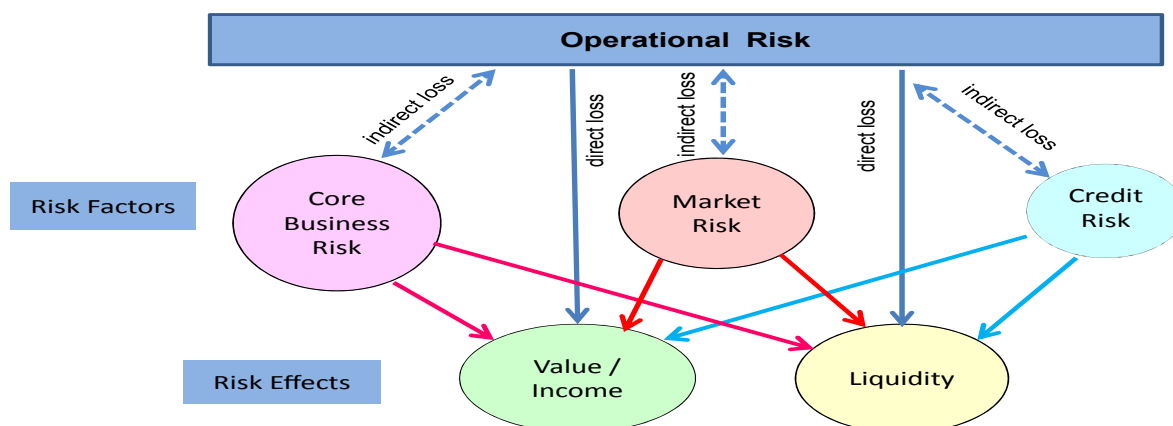 Operational Risk
indirect loss
direct loss
indirect loss
direct loss
indirect loss
Risk Factors
Core
Business
Risk
Market
Risk
Credit
Risk
Risk Effects
Value /
Income
Liquidity